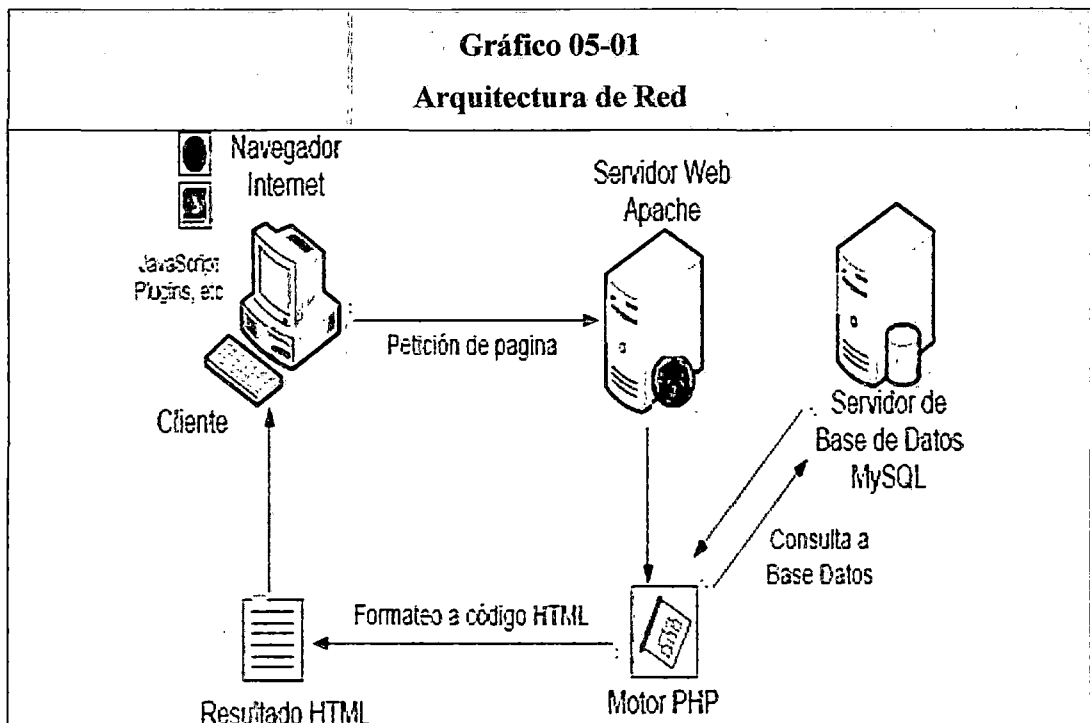 Gráfico 05-01
Arquitectura de Red
Navegador
Internet
JavaScript
Plugins, etc
Cliente
Petición de pagina
Servidor Web
Apache
Servidor de
Base de Datos
MySQL
Consulta a
Base Datos
Formateo a código HTML
Resultado HTML
Motor PHP